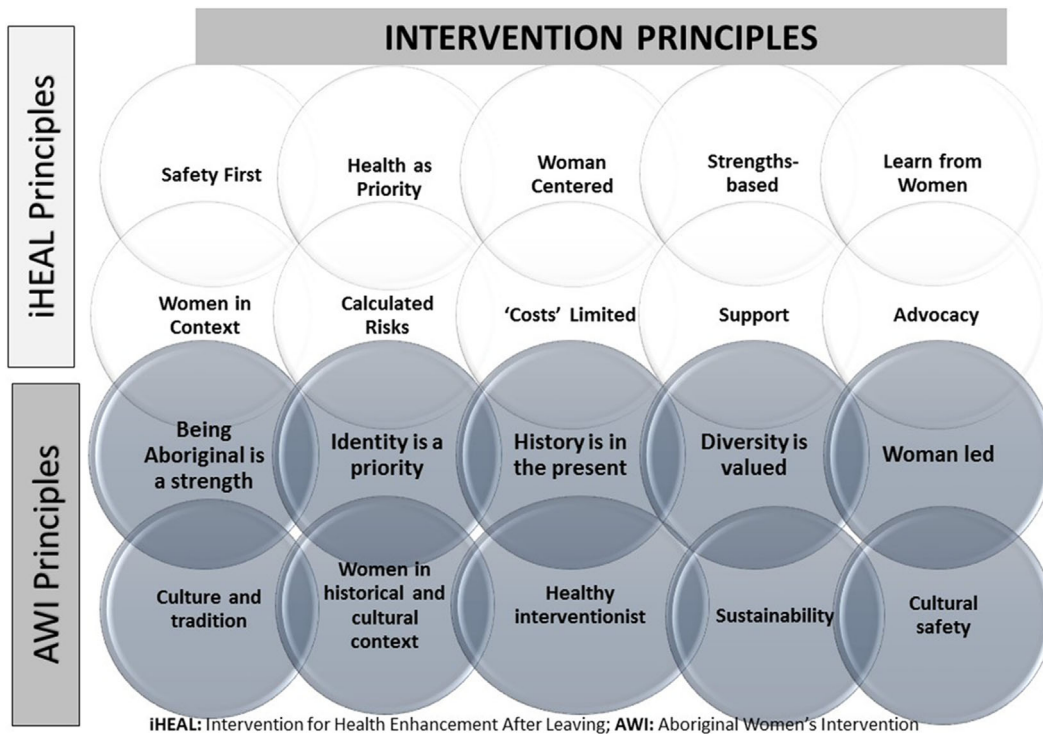 INTERVENTION PRINCIPLES
iHEAL Principles
Safety First
Health as
Priority
Woman
Centered
Strengths-
based
Learn from
Women
Women in
Context
Calculated
Risks
‘Costs’ Limited
Support
Advocacy
AWI Principles
Being
Aboriginal is
a strength
Identity is a
priority
History is in
the present
Diversity is
valued
Woman led
Culture and
tradition
Women in
historical and
cultural
context
Healthy
interventionist
Sustainability
Cultural
safety
iHEAL: Intervention for Health Enhancement After Leaving; AWI: Aboriginal Women’s Intervention